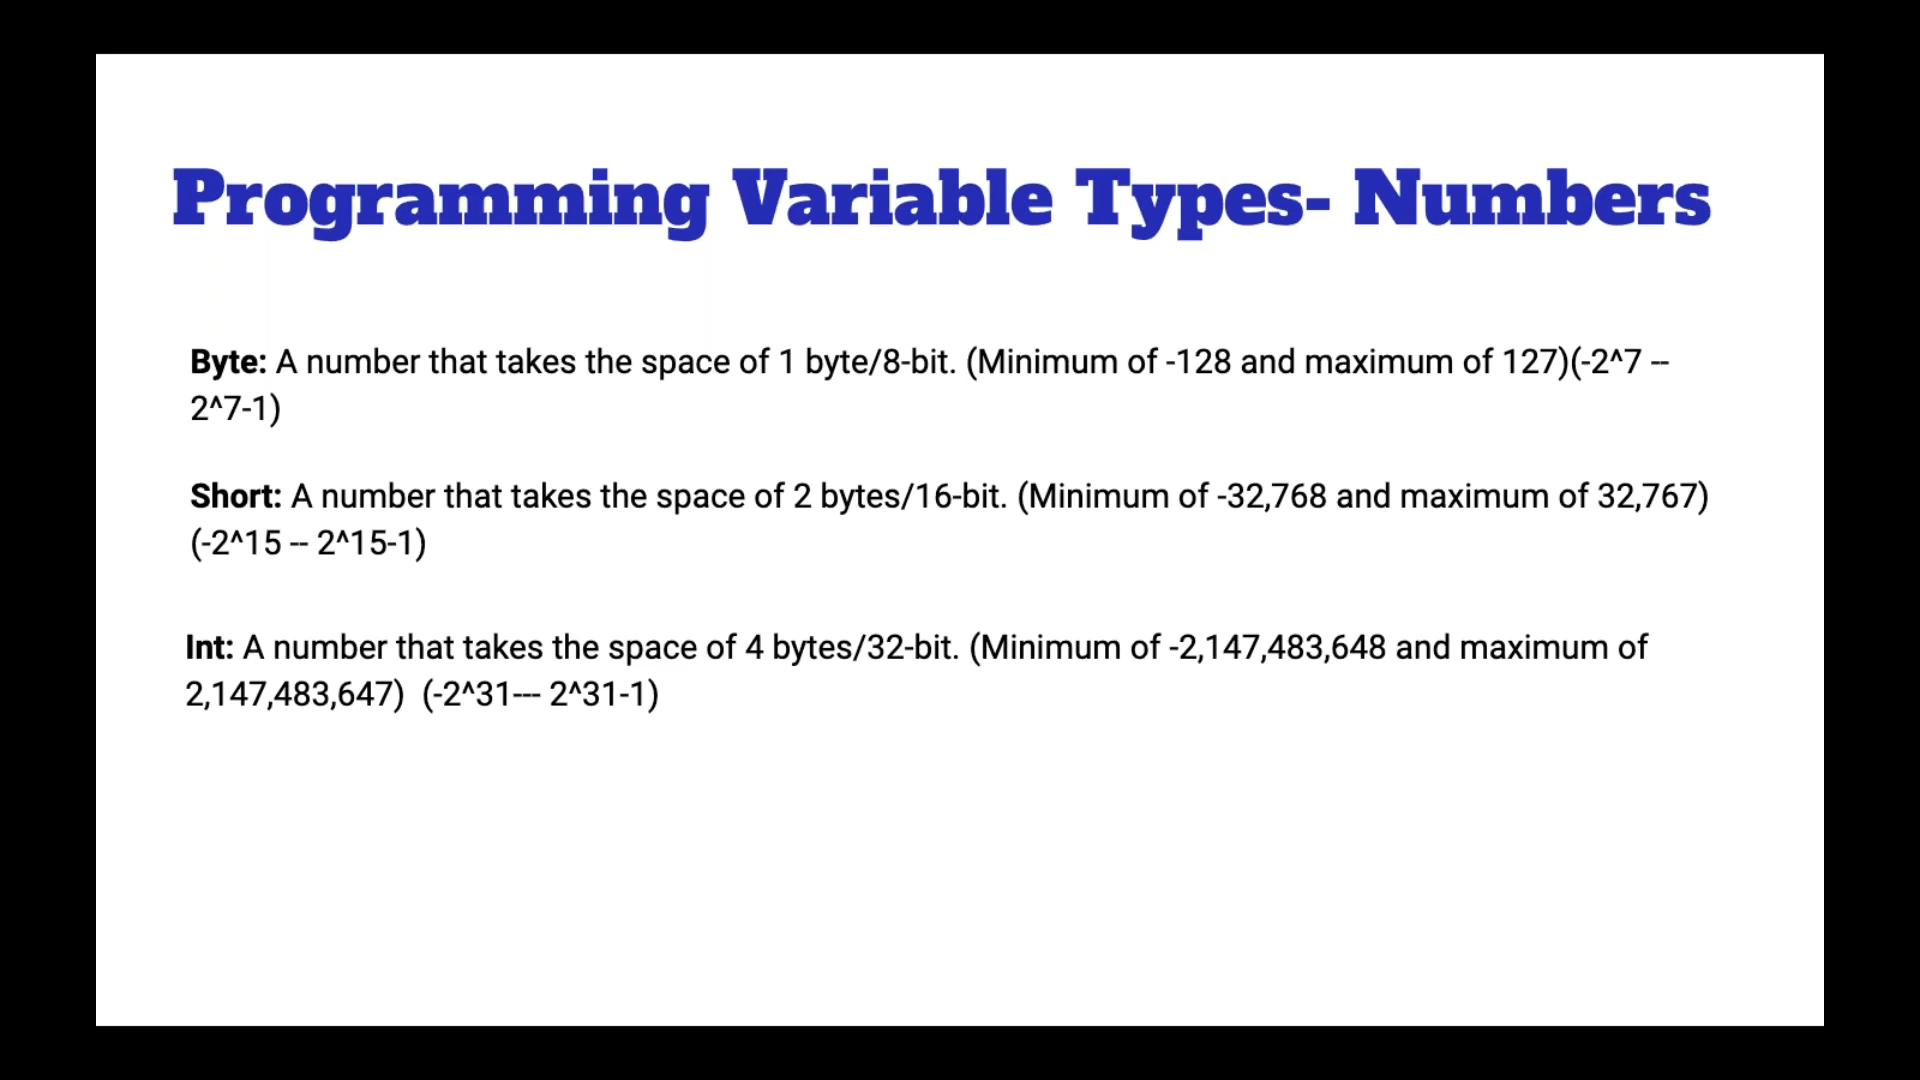 Programming Variable Types- Numbers
Byte: A number that takes the space of 1 byte/8-bit. (Minimum of -128 and maximum of 127)(-2^7 --
2^7-1)
Short: A number that takes the space of 2 bytes/16-bit. (Minimum of -32,768 and maximum of 32,767)
(-2^15 -- 2^15-1)
Int: A number that takes the space of 4 bytes/32-bit. (Minimum of -2,147,483,648 and maximum of
2,147,483,647)  (-2^31--- 2^31-1)